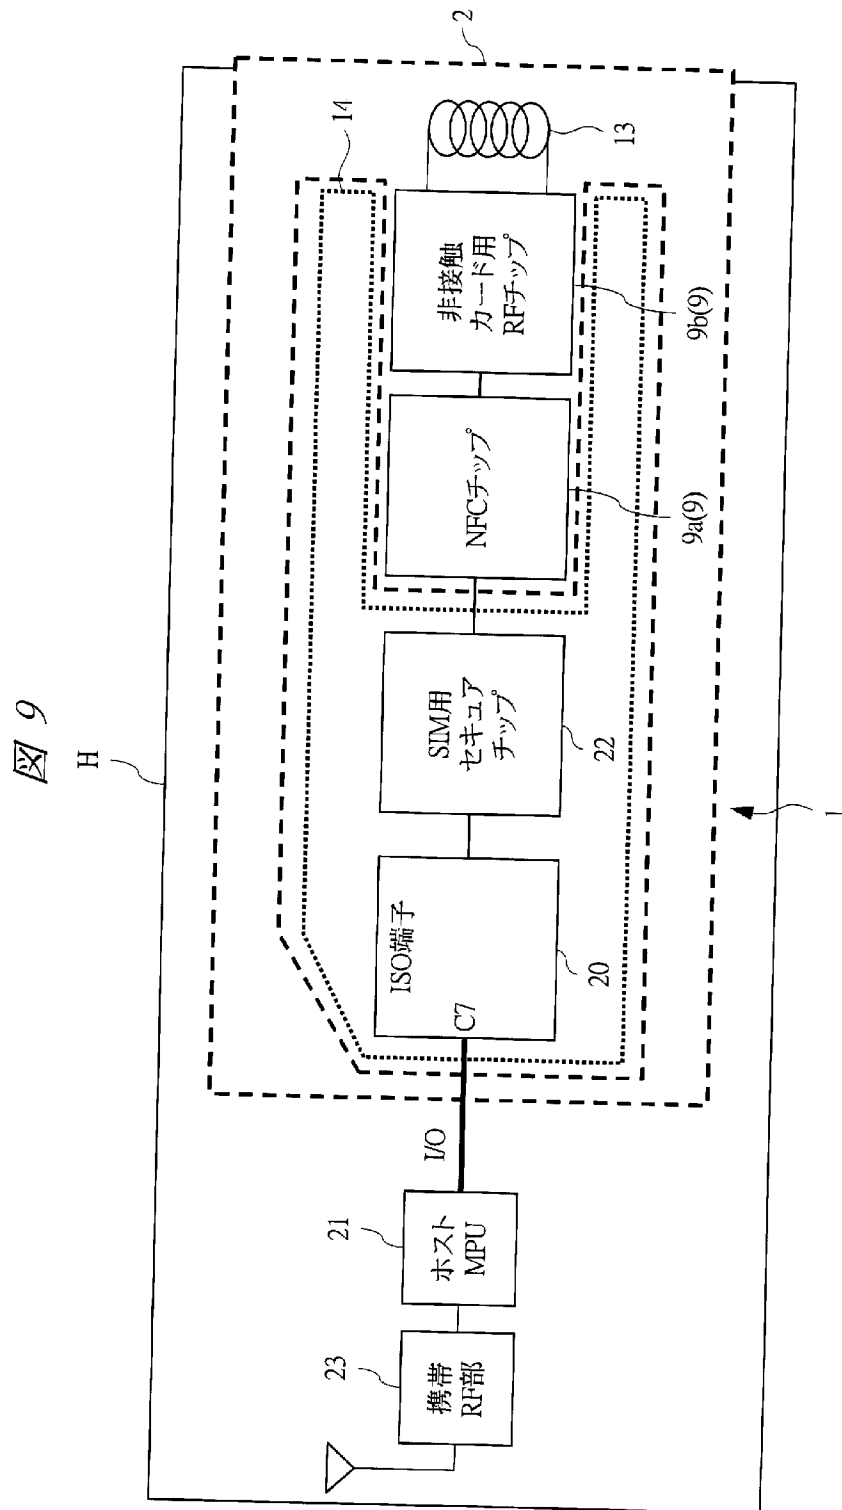 図 9
H
2
14
13
非接触
カード用
RFチップ
9b(9)
NFCチップ
9a(9)
SIM用
セキュア
チップ
22
ISO端子
C7
20
1
I/O
21
ホスト
MPU
23
携帯
RF部